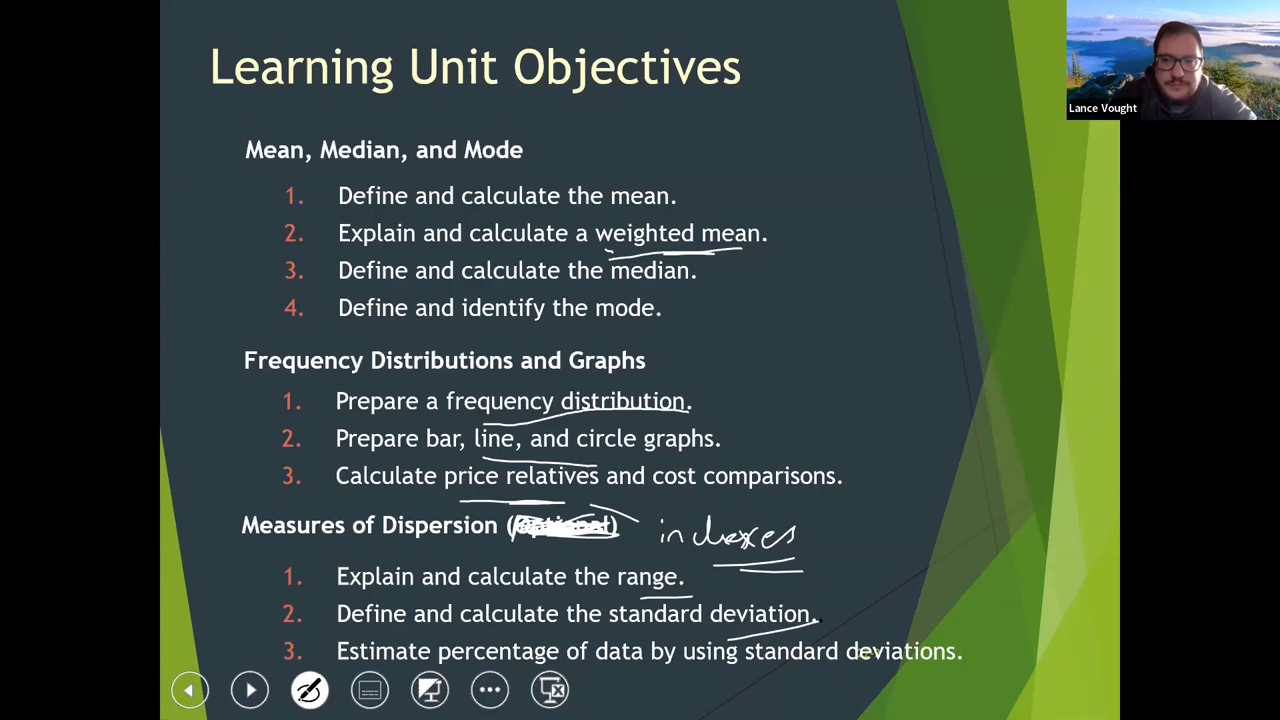 Learning Unit Objectives
Lance Vought
Mean, Median, and Mode
1. Define and calculate the mean.
2. Explain and calculate a weighted mean.
3. Define and calculate the median.
4. Define and identify the mode.
Frequency Distributions and Graphs
1. Prepare a frequency distribution.
2. Prepare bar, line, and circle graphs.
3. Calculate price relatives and cost comparisons.
Measures of Dispersion (Optional) indexes
1. Explain and calculate the range.
2. Define and calculate the standard deviation.
3. Estimate percentage of data by using standard deviations.